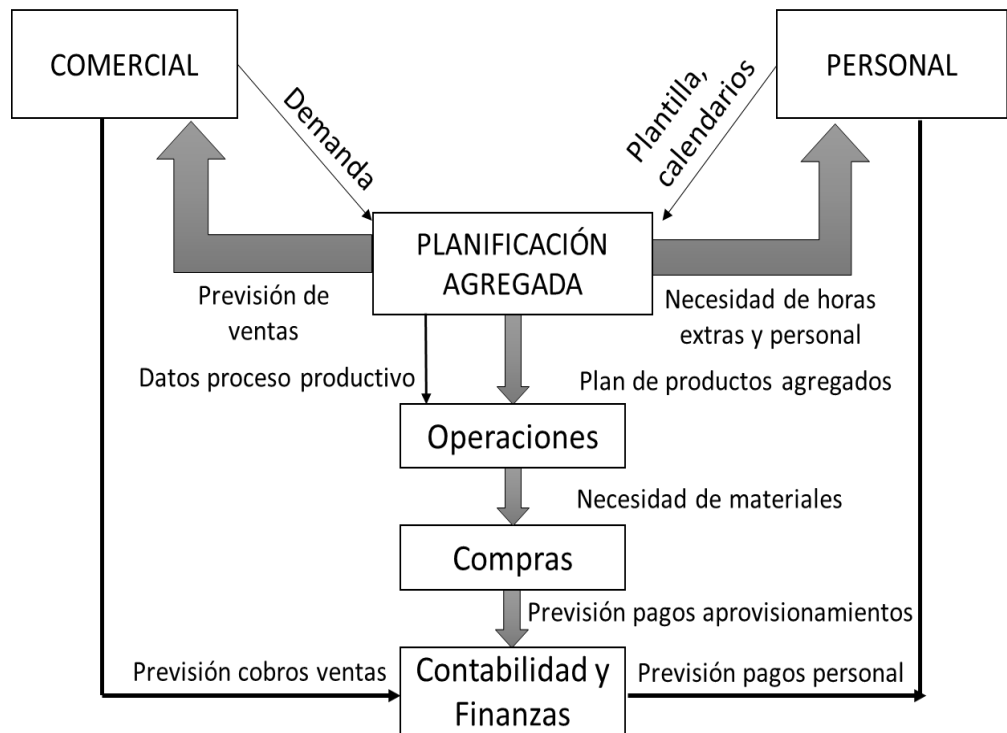 COMERCIAL
PERSONAL
Demanda
Plantilla,
calendarios
PLANIFICACIÓN
AGREGADA
Previsión de
ventas
Necesidad de horas
extras y personal
Datos proceso productivo
Plan de productos agregados
Operaciones
Necesidad de materiales
Compras
Previsión pagos aprovisionamientos
Previsión cobros ventas
Contabilidad y
Finanzas
Previsión pagos personal